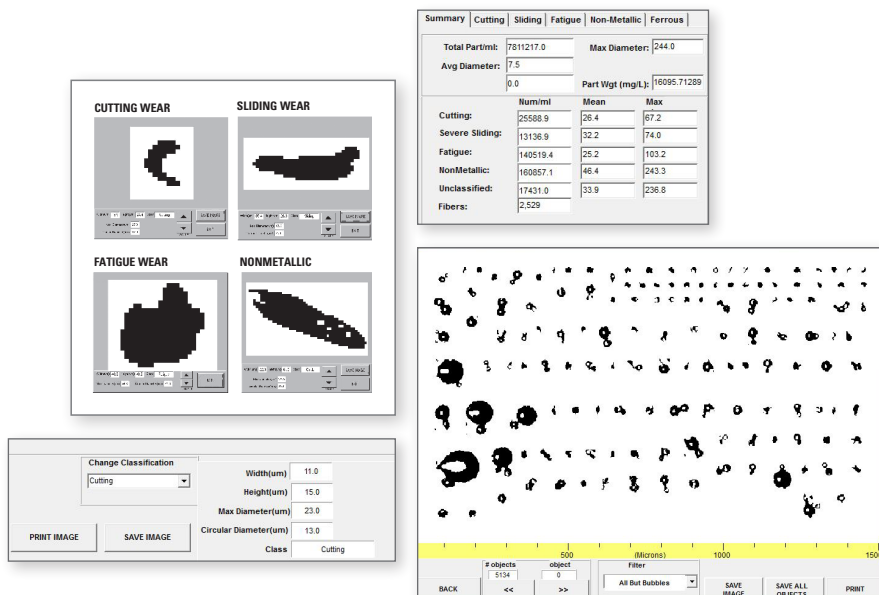 CUTTING WEAR
SLIDING WEAR
FATIGUE WEAR
NONMETALLIC
Summary Cutting Sliding Fatigue Non-Metallic Ferrous
Total Part/ml: 7811217.0 Max Diameter: 244.0
Avg Diameter: 7.5
0.0 Part Wgt (mg/L): 16095.71289
Num/ml Mean Max
Cutting: 25588.9 26.4 67.2
Severe Sliding: 13136.9 32.2 74.0
Fatigue: 140519.4 25.2 103.2
NonMetallic: 160857.1 46.4 243.3
Unclassified: 17431.0 33.9 236.8
Fibers: 2,529
Change Classification
Cutting
PRINT IMAGE SAVE IMAGE
Width(um) 11.0
Height(um) 15.0
Max Diameter(um) 23.0
Circular Diameter(um) 13.0
Class Cutting
500 (Microns) 1000 1500
# objects object Filter
5134 0 All But Bubbles
BACK << >> SAVE IMAGE SAVE ALL OBJECTS PRINT